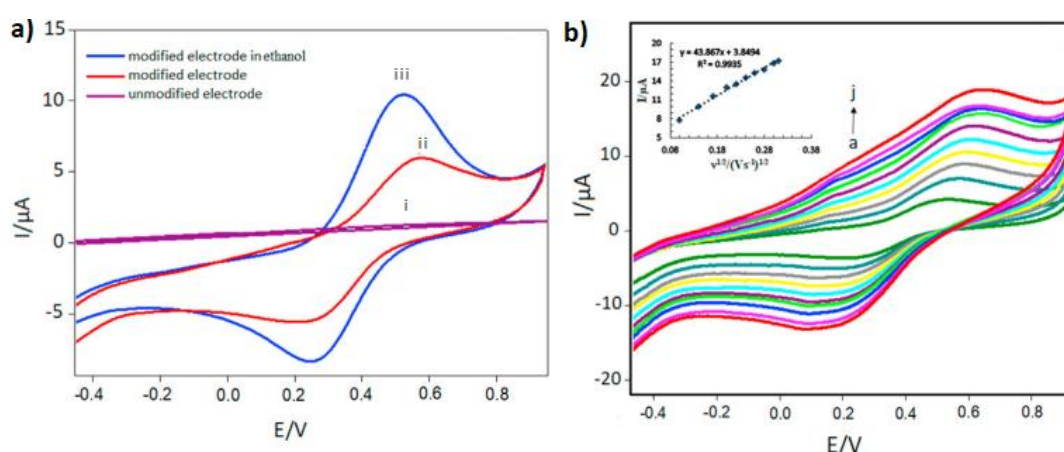 a)
15
10
5
0
-5
I/µA
modified electrode in ethanol
modified electrode
unmodified electrode
iii
ii
i
-0.4 -0.2 0.0 0.2 0.4 0.6 0.8
E/V
b)
20
10
0
-10
-20
I/µA
20
17
14
11
8
5
I/µA
y = 43.867x + 3.8494
R² = 0.9935
0.08 0.18 0.28 0.38
v1/2/(Vs-1)1/2
j
a
-0.4 -0.2 0.0 0.2 0.4 0.6 0.8
E/V